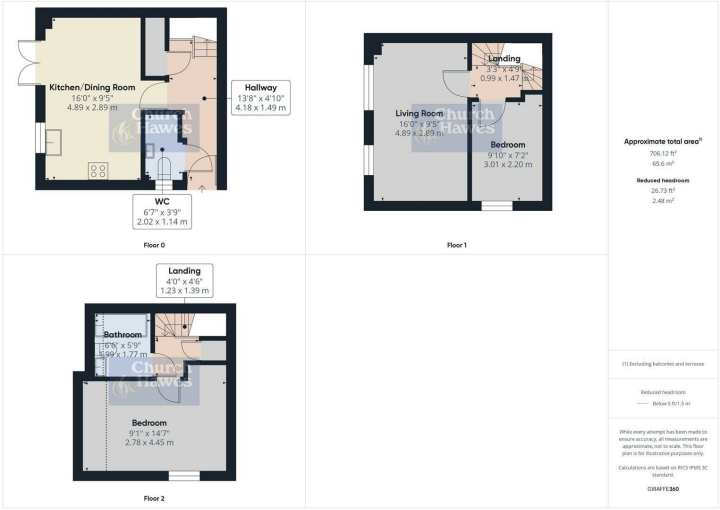 Kitchen/Dining Room
16'0" x 9'5"
4.89 x 2.89 m
Hallway
13'8" x 4'10"
4.18 x 1.49 m
Church
Hawes
WC
6'7" x 3'9"
2.02 x 1.14 m
Floor 0
Landing
3'3" x 4'9"
0.99 x 1.47 m
Living Room
16'0" x 9'5"
4.89 x 2.89 m
Church
Hawes
Bedroom
9'10" x 7'2"
3.01 x 2.20 m
Floor 1
Approximate total area⁽¹⁾
706.12 ft²
65.6 m²
Reduced headroom
26.73 ft²
2.48 m²
Landing
4'0" x 4'6"
1.23 x 1.39 m
Bathroom
6'6" x 5'9"
1.99 x 1.77 m
Church
Hawes
Bedroom
9'1" x 14'7"
2.78 x 4.45 m
Floor 2
(1) Excluding balconies and terraces
Reduced headroom
Below 5 ft/1.5 m
While every attempt has been made to
ensure accuracy, all measurements are
approximate, not to scale. This floor
plan is for illustrative purposes only.
Calculations are based on RICS IPMS 3C
standard.
GIRAFFE360